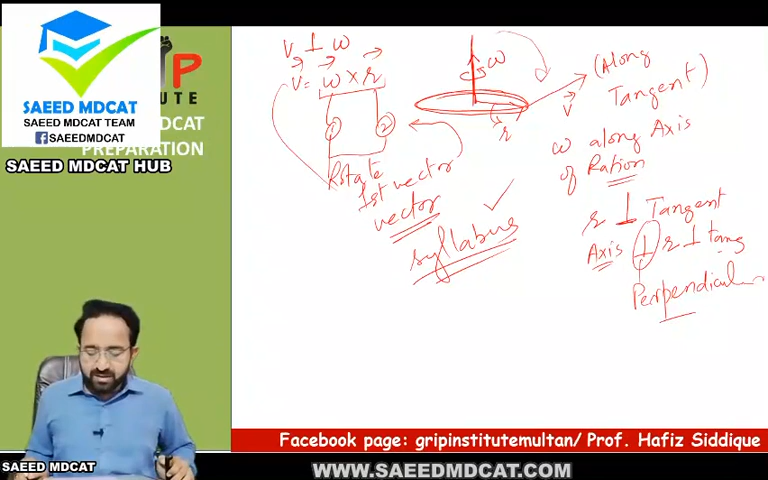 SAEED MDCAT
SAEED MDCAT TEAM
f SAEEDMDCAT
P
UTE
DCAT
PREPARATION
SAEED MDCAT HUB
v ⊥ ω
v = ω × r
1 2
Rotate
1st vector
vector
syllabus
ω
r
v
(Along
Tangent)
ω along Axis
of Ration
r ⊥ Tangent
Axis ⊥ r ⊥ tang
Perpendicular
Facebook page: gripinstitutemultan/ Prof. Hafiz Siddique
SAEED MDCAT
WWW.SAEEDMDCAT.COM